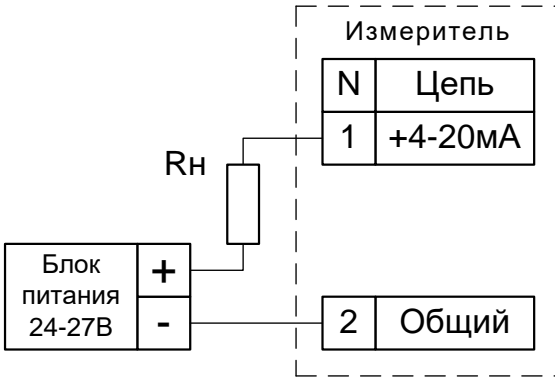 Измеритель
N Цепь
1 +4-20мА
Rн
Блок
питания
24-27В
+
-
2 Общий